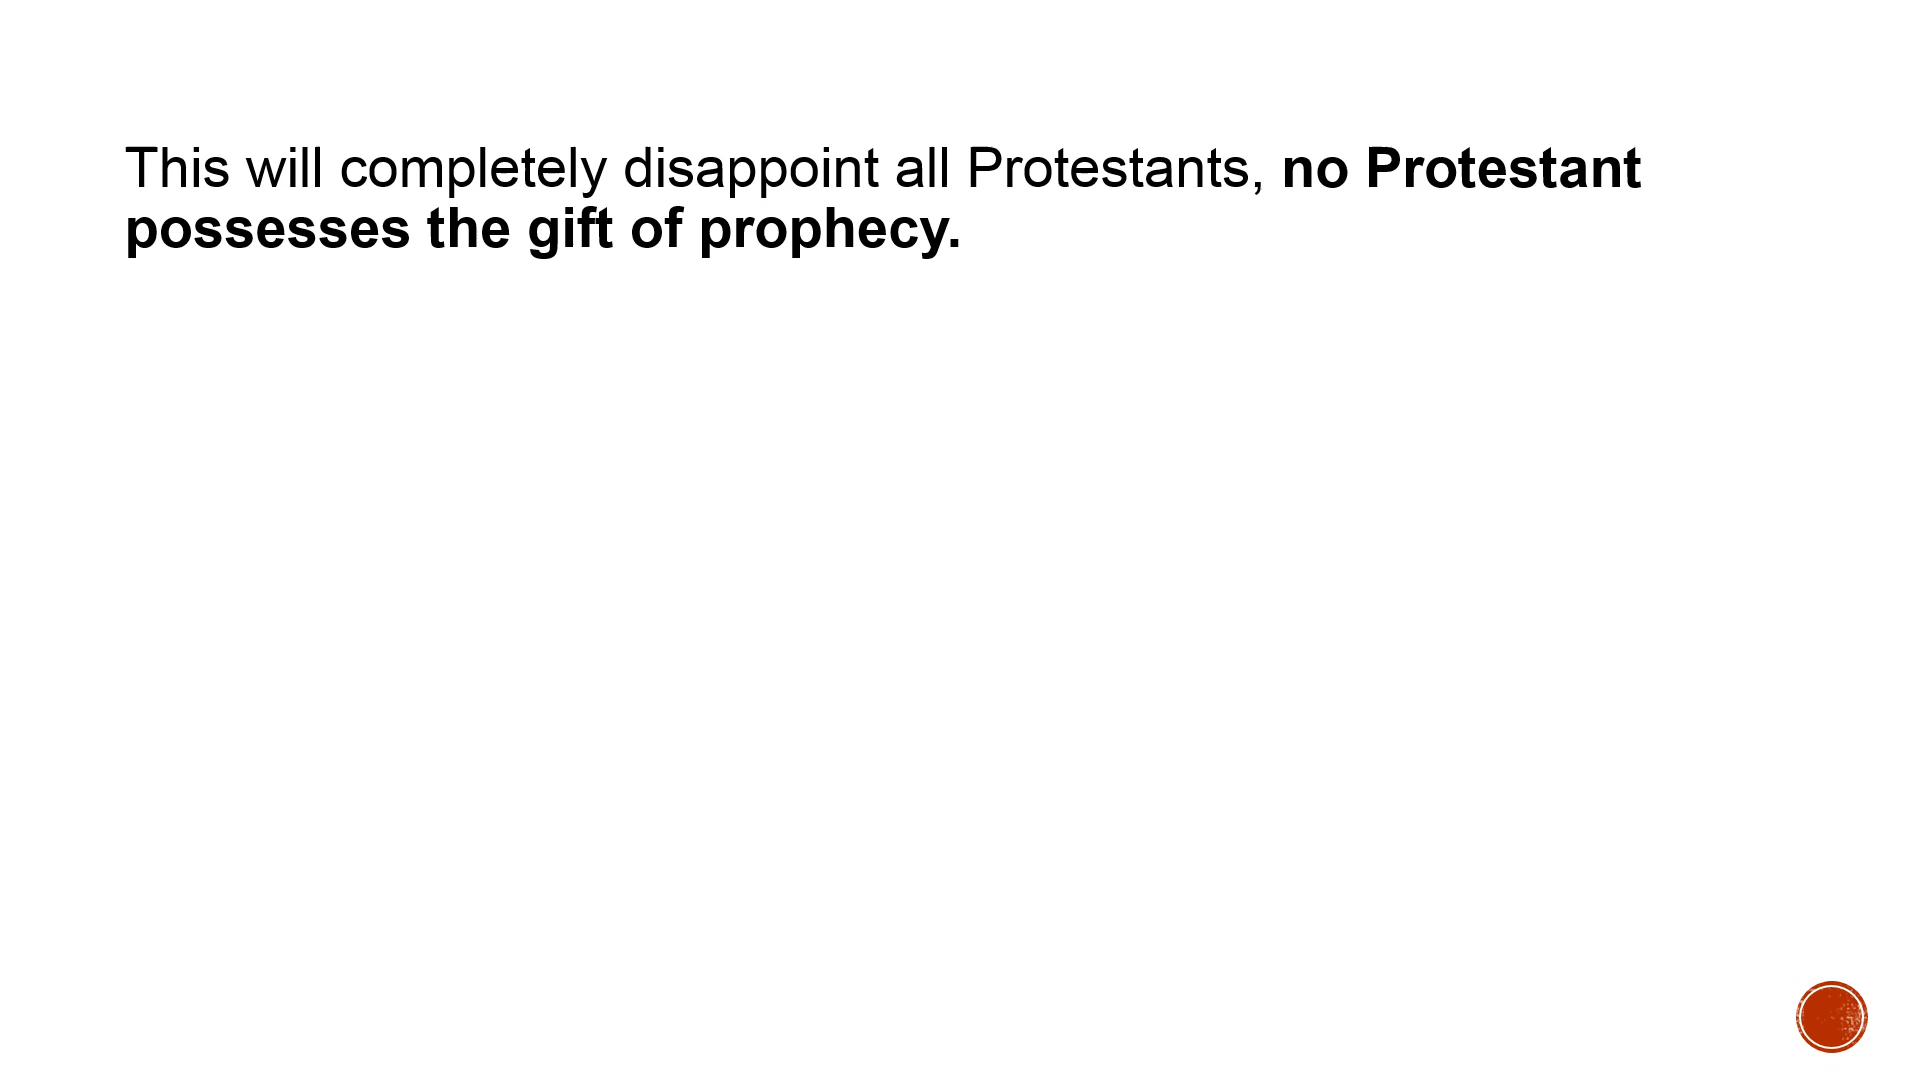 This will completely disappoint all Protestants, no Protestant
possesses the gift of prophecy.